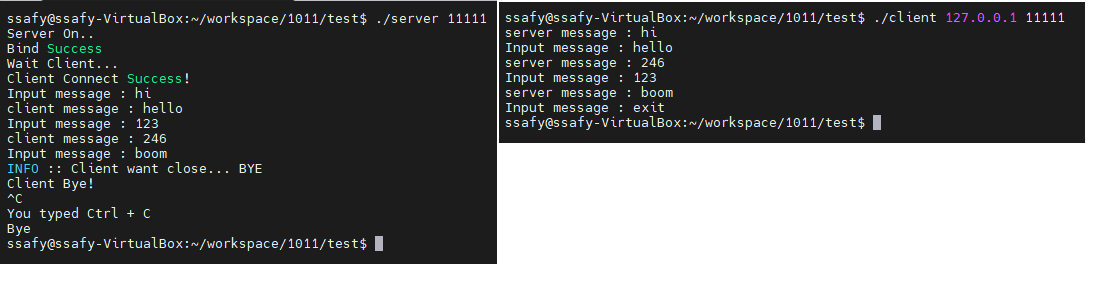 ssafy@ssafy-VirtualBox:~/workspace/1011/test$ ./server 11111
Server On..
Bind Success
Wait Client...
Client Connect Success!
Input message : hi
client message : hello
Input message : 123
client message : 246
Input message : boom
INFO :: Client want close... BYE
Client Bye!
^C
You typed Ctrl + C
Bye
ssafy@ssafy-VirtualBox:~/workspace/1011/test$
ssafy@ssafy-VirtualBox:~/workspace/1011/test$ ./client 127.0.0.1 11111
server message : hi
Input message : hello
server message : 246
Input message : 123
server message : boom
Input message : exit
ssafy@ssafy-VirtualBox:~/workspace/1011/test$